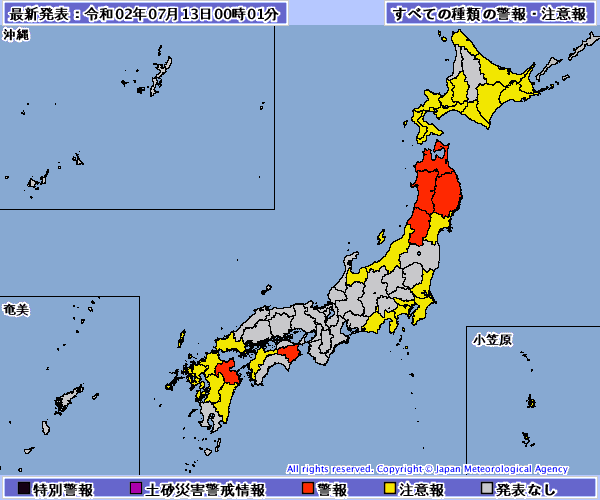 最新発表：令和02年07月13日00時01分
すべての種類の警報・注意報
沖縄
奄美
小笠原
All rights reserved. Copyright © Japan Meteorological Agency
特別警報 土砂災害警戒情報 警報 注意報 発表なし